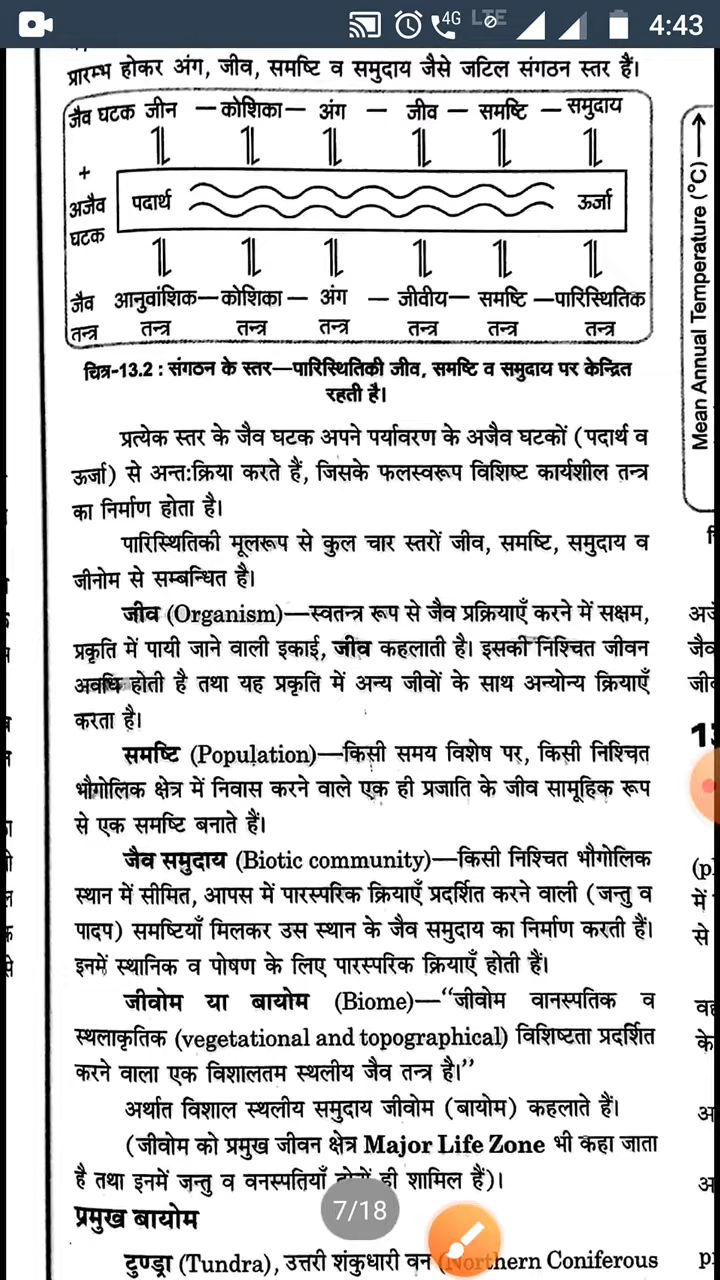 4G LTE 4:43
प्रारम्भ होकर अंग, जीव, समष्टि व समुदाय जैसे जटिल संगठन स्तर हैं।
जैव घटक जीन – कोशिका – अंग – जीव – समष्टि – समुदाय
+
अजैव घटक
पदार्थ ऊर्जा
जैव आनुवांशिक – कोशिका – अंग – जीवीय – समष्टि – पारिस्थितिक
तन्त्र तन्त्र तन्त्र तन्त्र तन्त्र तन्त्र तन्त्र
चित्र-13.2 : संगठन के स्तर—पारिस्थितिकी जीव, समष्टि व समुदाय पर केन्द्रित
रहती है।
प्रत्येक स्तर के जैव घटक अपने पर्यावरण के अजैव घटकों (पदार्थ व
ऊर्जा) से अन्त:क्रिया करते हैं, जिसके फलस्वरूप विशिष्ट कार्यशील तन्त्र
का निर्माण होता है।
पारिस्थितिकी मूलरूप से कुल चार स्तरों जीव, समष्टि, समुदाय व
जीनोम से सम्बन्धित है।
जीव (Organism)—स्वतन्त्र रूप से जैव प्रक्रियाएँ करने में सक्षम,
प्रकृति में पायी जाने वाली इकाई, जीव कहलाती है। इसकी निश्चित जीवन
अवधि होती है तथा यह प्रकृति में अन्य जीवों के साथ अन्योन्य क्रियाएँ
करता है।
समष्टि (Population)—किसी समय विशेष पर, किसी निश्चित
भौगोलिक क्षेत्र में निवास करने वाले एक ही प्रजाति के जीव सामूहिक रूप
से एक समष्टि बनाते हैं।
जैव समुदाय (Biotic community)—किसी निश्चित भौगोलिक
स्थान में सीमित, आपस में पारस्परिक क्रियाएँ प्रदर्शित करने वाली (जन्तु व
पादप) समष्टियाँ मिलकर उस स्थान के जैव समुदाय का निर्माण करती हैं।
इनमें स्थानिक व पोषण के लिए पारस्परिक क्रियाएँ होती हैं।
जीवोम या बायोम (Biome)—‘‘जीवोम वानस्पतिक व
स्थलाकृतिक (vegetational and topographical) विशिष्टता प्रदर्शित
करने वाला एक विशालतम स्थलीय जैव तन्त्र है।’’
अर्थात विशाल स्थलीय समुदाय जीवोम (बायोम) कहलाते हैं।
(जीवोम को प्रमुख जीवन क्षेत्र Major Life Zone भी कहा जाता
है तथा इनमें जन्तु व वनस्पतियाँ दोनों ही शामिल हैं)।
7/18
प्रमुख बायोम
टुण्ड्रा (Tundra), उत्तरी शंकुधारी वन (Northern Coniferous
Mean Annual Temperature (°C)